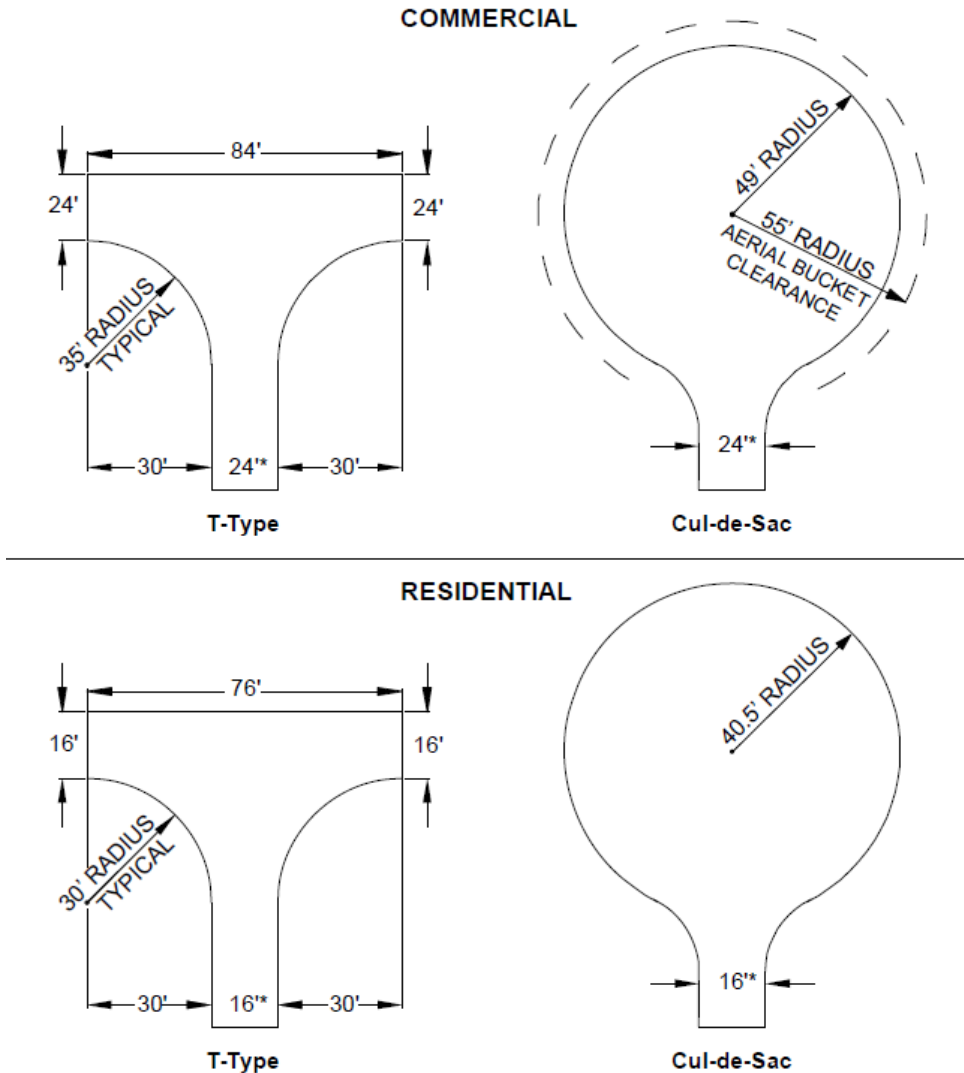 COMMERCIAL
84'
24'
24'
35' RADIUS
TYPICAL
30'
24'*
30'
T-Type
49' RADIUS
55' RADIUS
AERIAL BUCKET
CLEARANCE
24'*
Cul-de-Sac
RESIDENTIAL
76'
16'
16'
30' RADIUS
TYPICAL
30'
16'*
30'
T-Type
40.5' RADIUS
16'*
Cul-de-Sac